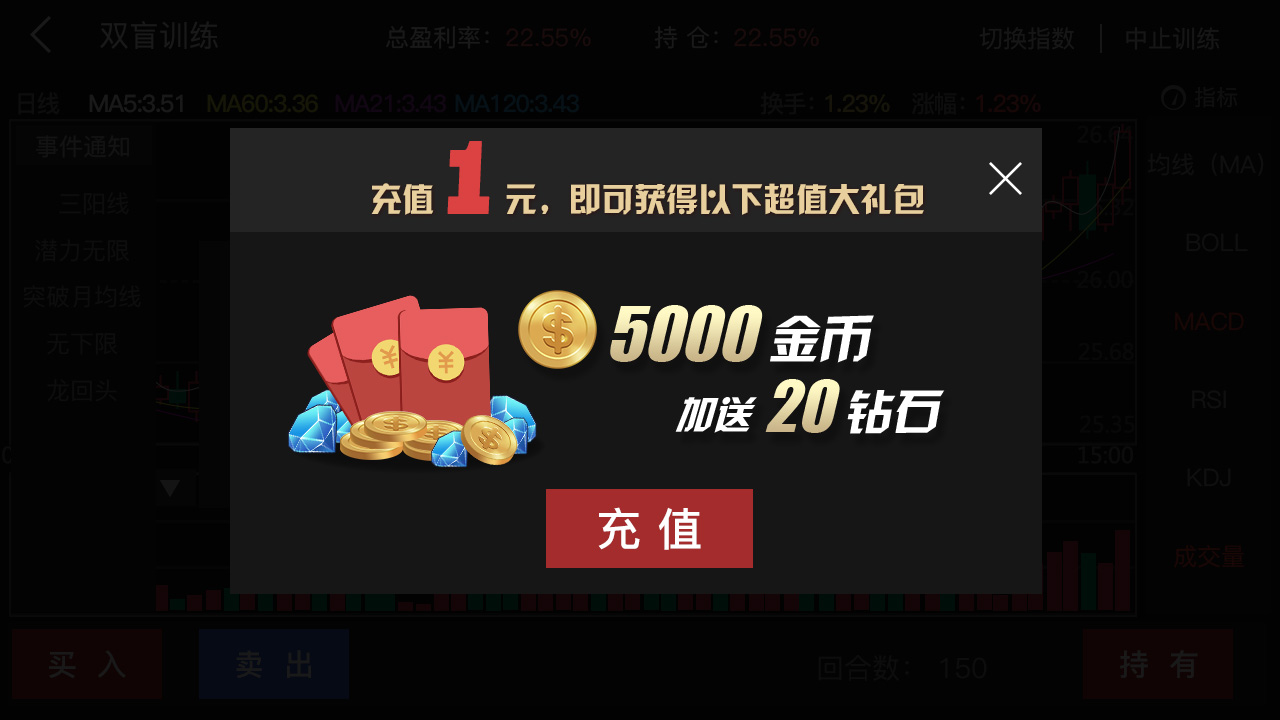 双盲训练 总盈利率：22.55% 持 仓：22.55% 切换指数 中止训练
日线 MA5:3.51 MA60:3.36 MA21:3.43 MA120:3.43 换手：1.23% 涨幅：1.23% 指标
事件通知
三阳线
潜力无限
突破月均线
无下限
龙回头
充值1元，即可获得以下超值大礼包
5000金币
加送20钻石
充 值
26.00
25.35
15.00
均线（MA）
BOLL
MACD
RSI
KDJ
成交量
买 入 卖 出 回合数： 150 持 有